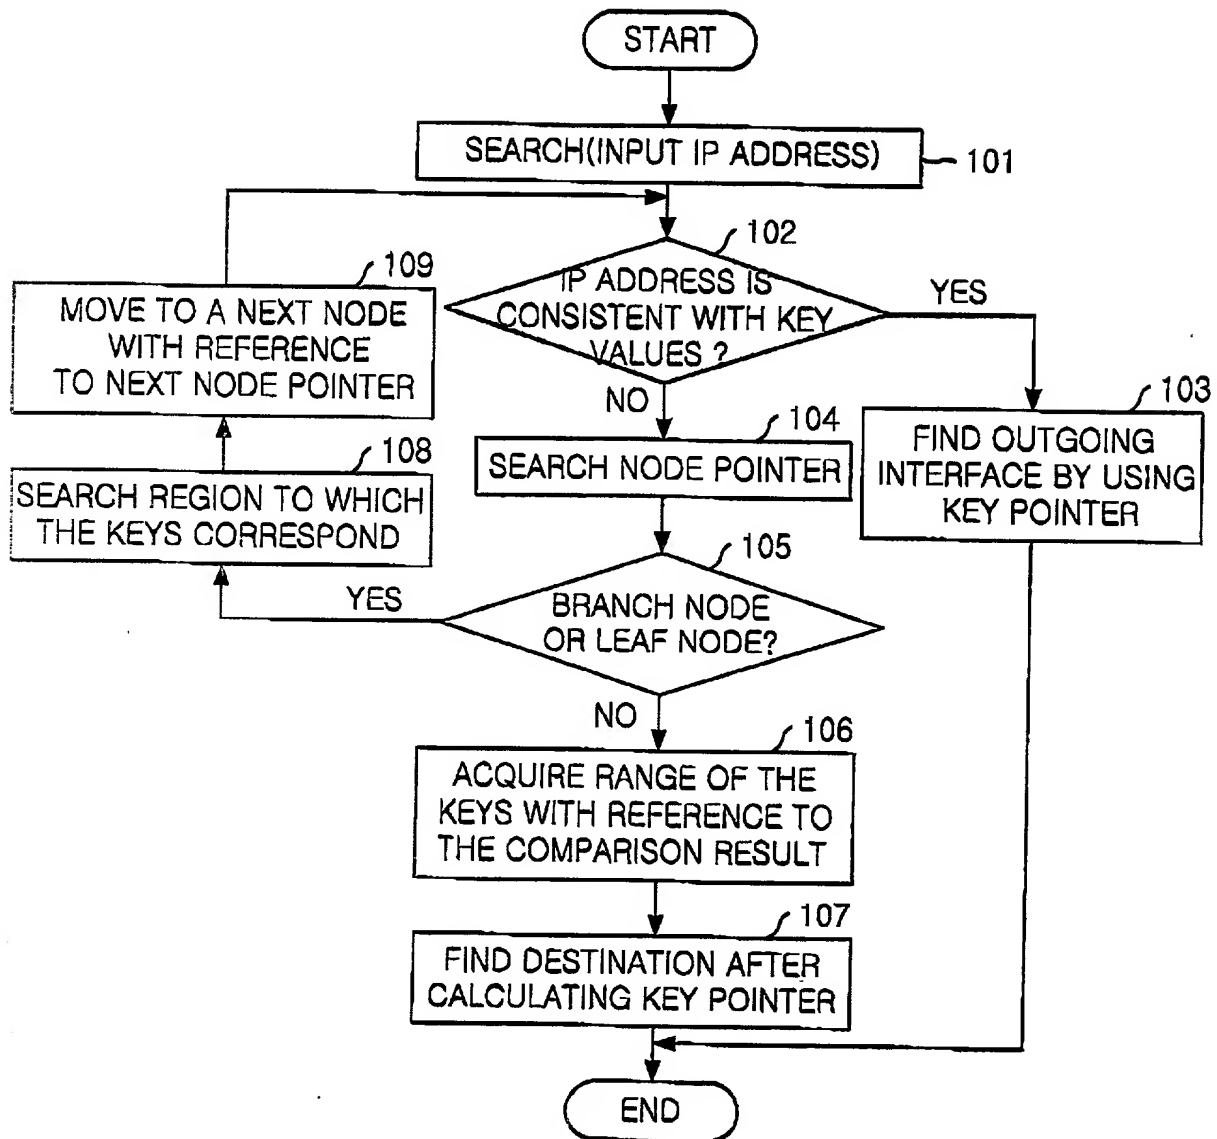 START
SEARCH(INPUT IP ADDRESS)
101
102
IP ADDRESS IS
CONSISTENT WITH KEY
VALUES ?
YES
NO
103
FIND OUTGOING
INTERFACE BY USING
KEY POINTER
104
SEARCH NODE POINTER
105
BRANCH NODE
OR LEAF NODE?
YES
NO
108
SEARCH REGION TO WHICH
THE KEYS CORRESPOND
109
MOVE TO A NEXT NODE
WITH REFERENCE
TO NEXT NODE POINTER
106
ACQUIRE RANGE OF THE
KEYS WITH REFERENCE TO
THE COMPARISON RESULT
107
FIND DESTINATION AFTER
CALCULATING KEY POINTER
END